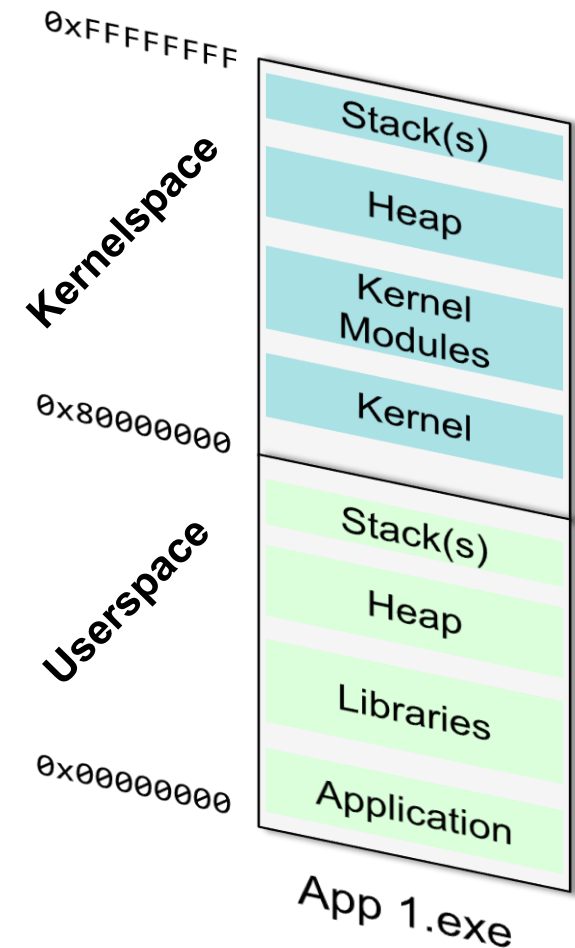 0xFFFFFFFF
Kernelspace
Stack(s)
Heap
Kernel
Modules
Kernel
0x80000000
Userspace
Stack(s)
Heap
Libraries
Application
0x00000000
App 1.exe